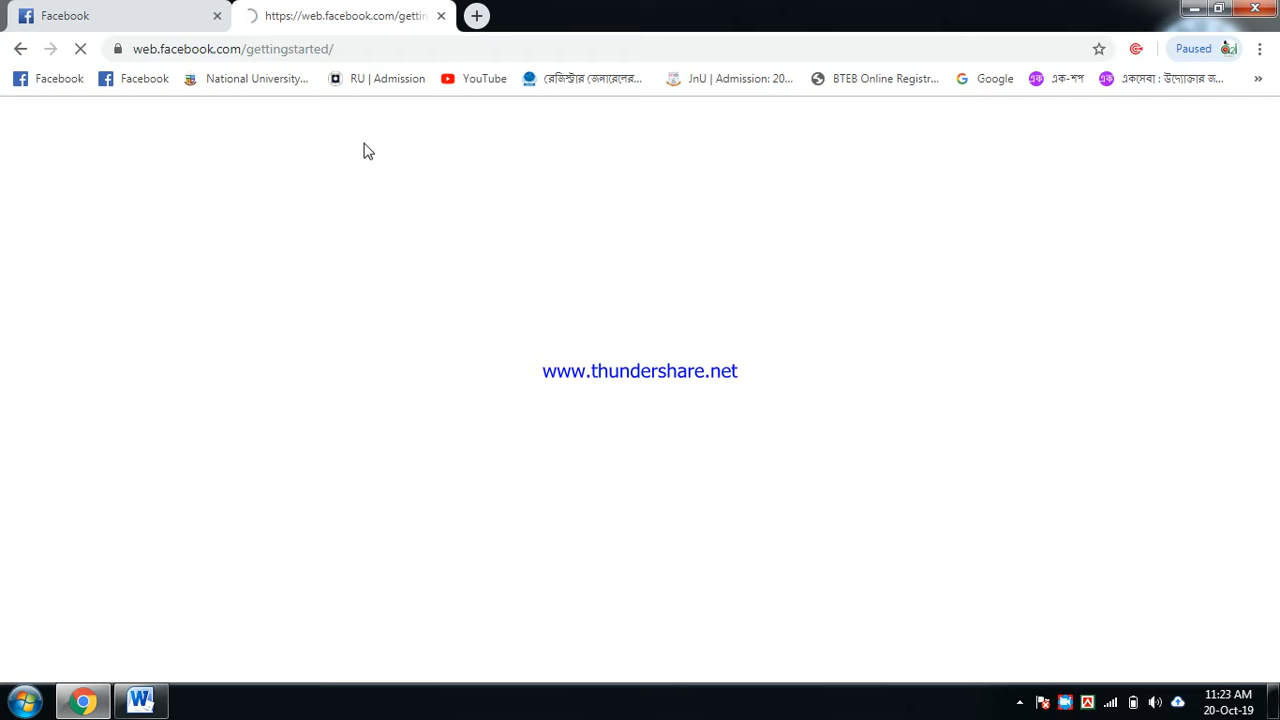 Facebook
https://web.facebook.com/gettin
web.facebook.com/gettingstarted/
Paused
Facebook
Facebook
National University...
RU | Admission
YouTube
রেজিস্টার জেনারেলের...
JnU | Admission: 20...
BTEB Online Registr...
Google
এক
এক-শপ
এক
একসেবা : উদ্যোক্তার জ...
»
www.thundershare.net
W
11:23 AM
20-Oct-19